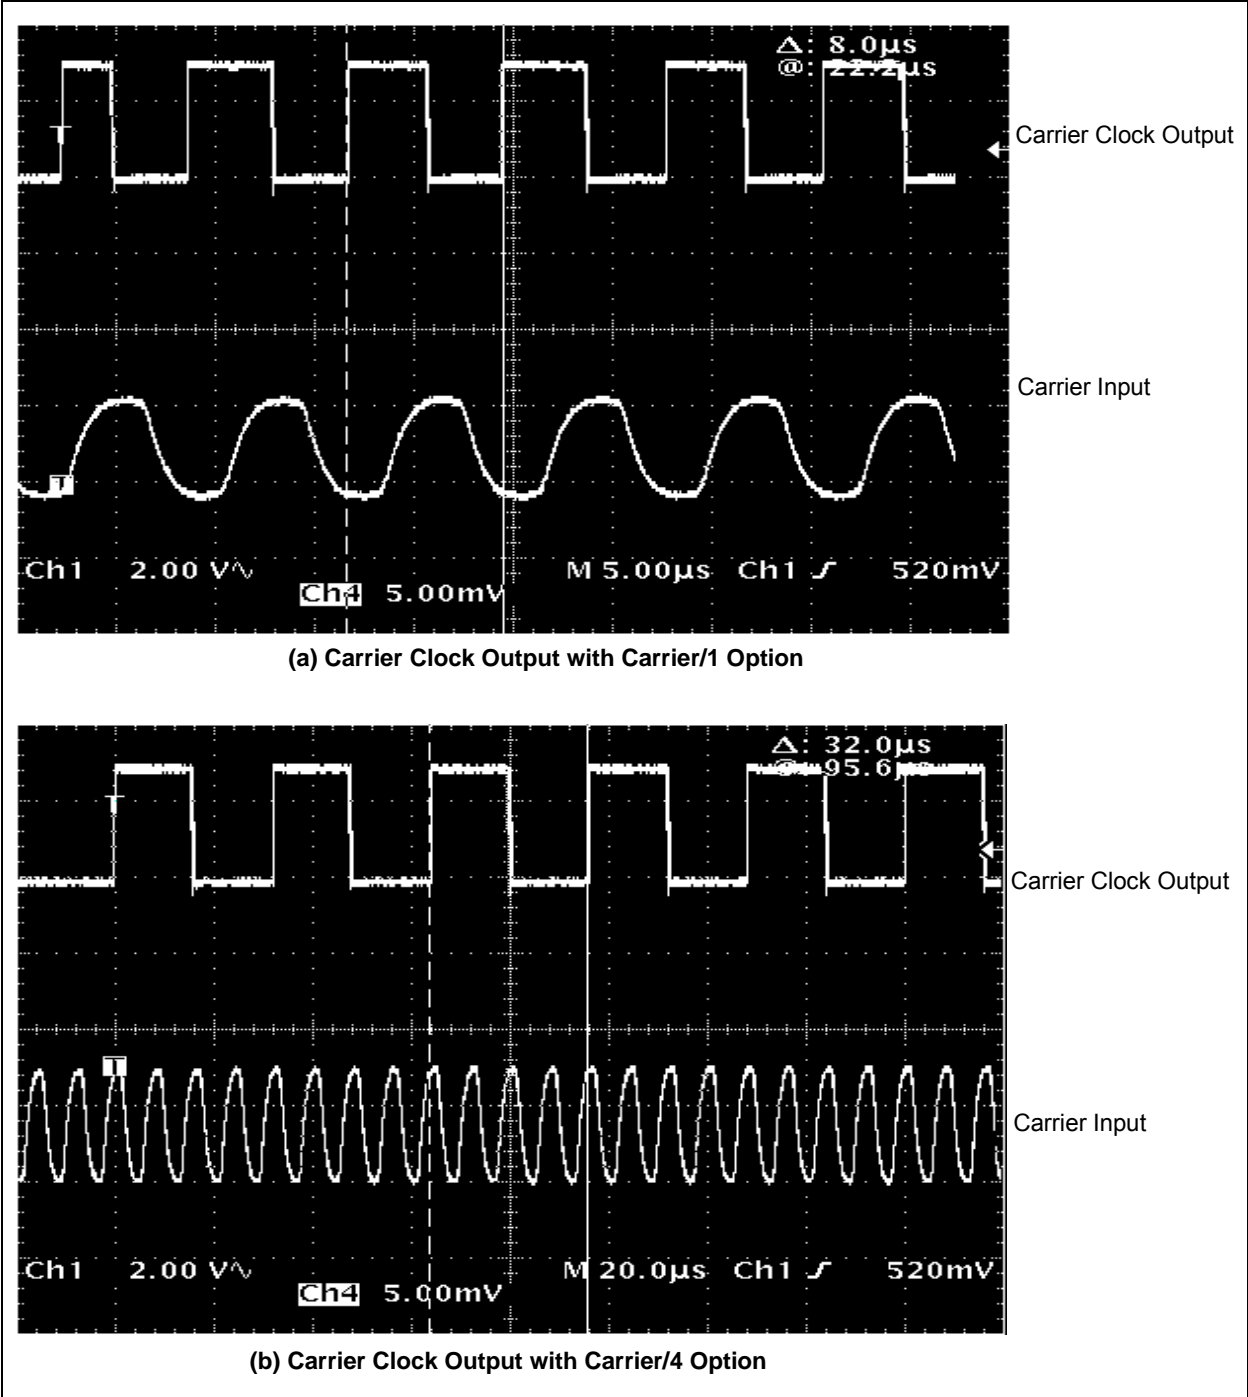 Δ: 8.0µs
@: 22.2µs
T
Carrier Clock Output
Carrier Input
T
Ch1 2.00 V∿ M 5.00µs Ch1 ∫ 520mV
Ch4 5.00mV
(a) Carrier Clock Output with Carrier/1 Option
Δ: 32.0µs
@: 95.6µs
T
Carrier Clock Output
T
Carrier Input
Ch1 2.00 V∿ M 20.0µs Ch1 ∫ 520mV
Ch4 5.00mV
(b) Carrier Clock Output with Carrier/4 Option